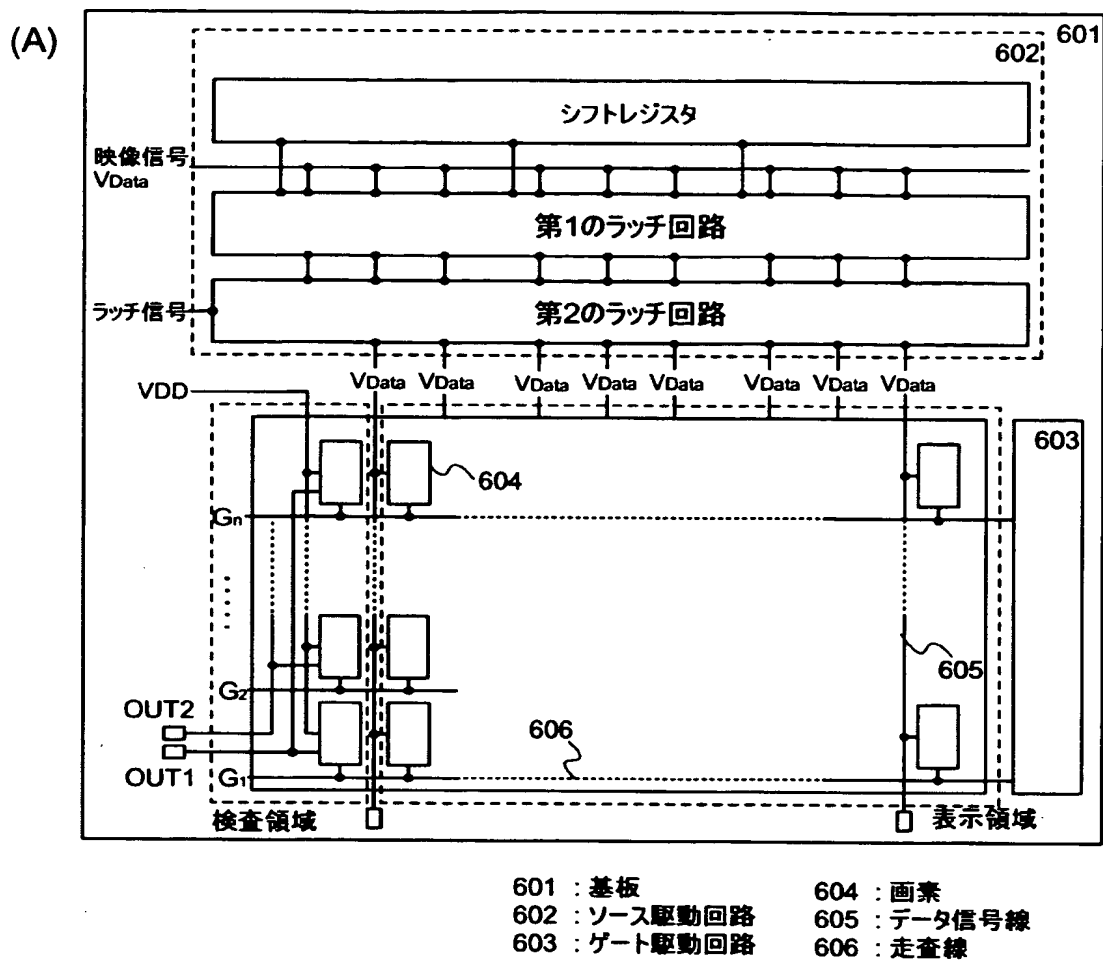 (A)
601
602
シフトレジスタ
映像信号
VData
第1のラッチ回路
ラッチ信号
第2のラッチ回路
VDD
VData VData VData VData VData VData VData VData
603
604
Gn
605
G2
OUT2
606
OUT1
G1
検査領域
表示領域
601 : 基板
602 : ソース駆動回路
603 : ゲート駆動回路
604 : 画素
605 : データ信号線
606 : 走査線